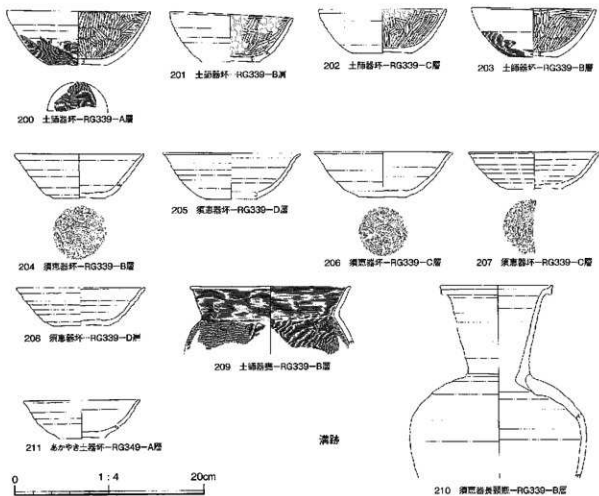 201 土師器坏-RG339-B層
202 土師器坏-RG339-C層
203 土師器坏-RG339-B層
200 土師器坏-RG339-A層
205 須恵器坏-RG339-D層
204 須恵器坏-RG339-B層
206 須恵器坏-RG339-C層
207 須恵器坏-RG339-C層
208 須恵器坏-RG339-D層
209 土師器甕-RG339-B層
211 あかやき土器坏-RG349-A層
溝跡
0 1:4 20cm
210 須恵器長頸瓶-RG339-B層